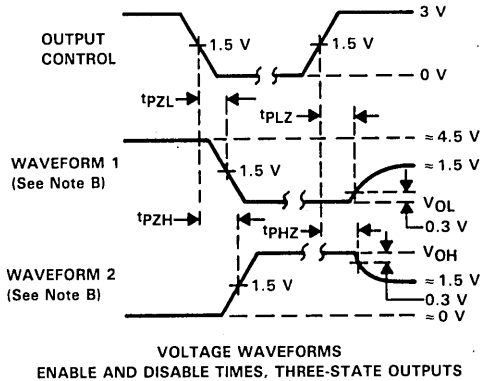 3 V
OUTPUT
CONTROL
1.5 V
1.5 V
0 V
tPZL
tPLZ
≈ 4.5 V
WAVEFORM 1
(See Note B)
1.5 V
≈ 1.5 V
VOL
0.3 V
tPZH
tPHZ
VOH
WAVEFORM 2
(See Note B)
1.5 V
≈ 1.5 V
0.3 V
≈ 0 V
VOLTAGE WAVEFORMS
ENABLE AND DISABLE TIMES, THREE-STATE OUTPUTS